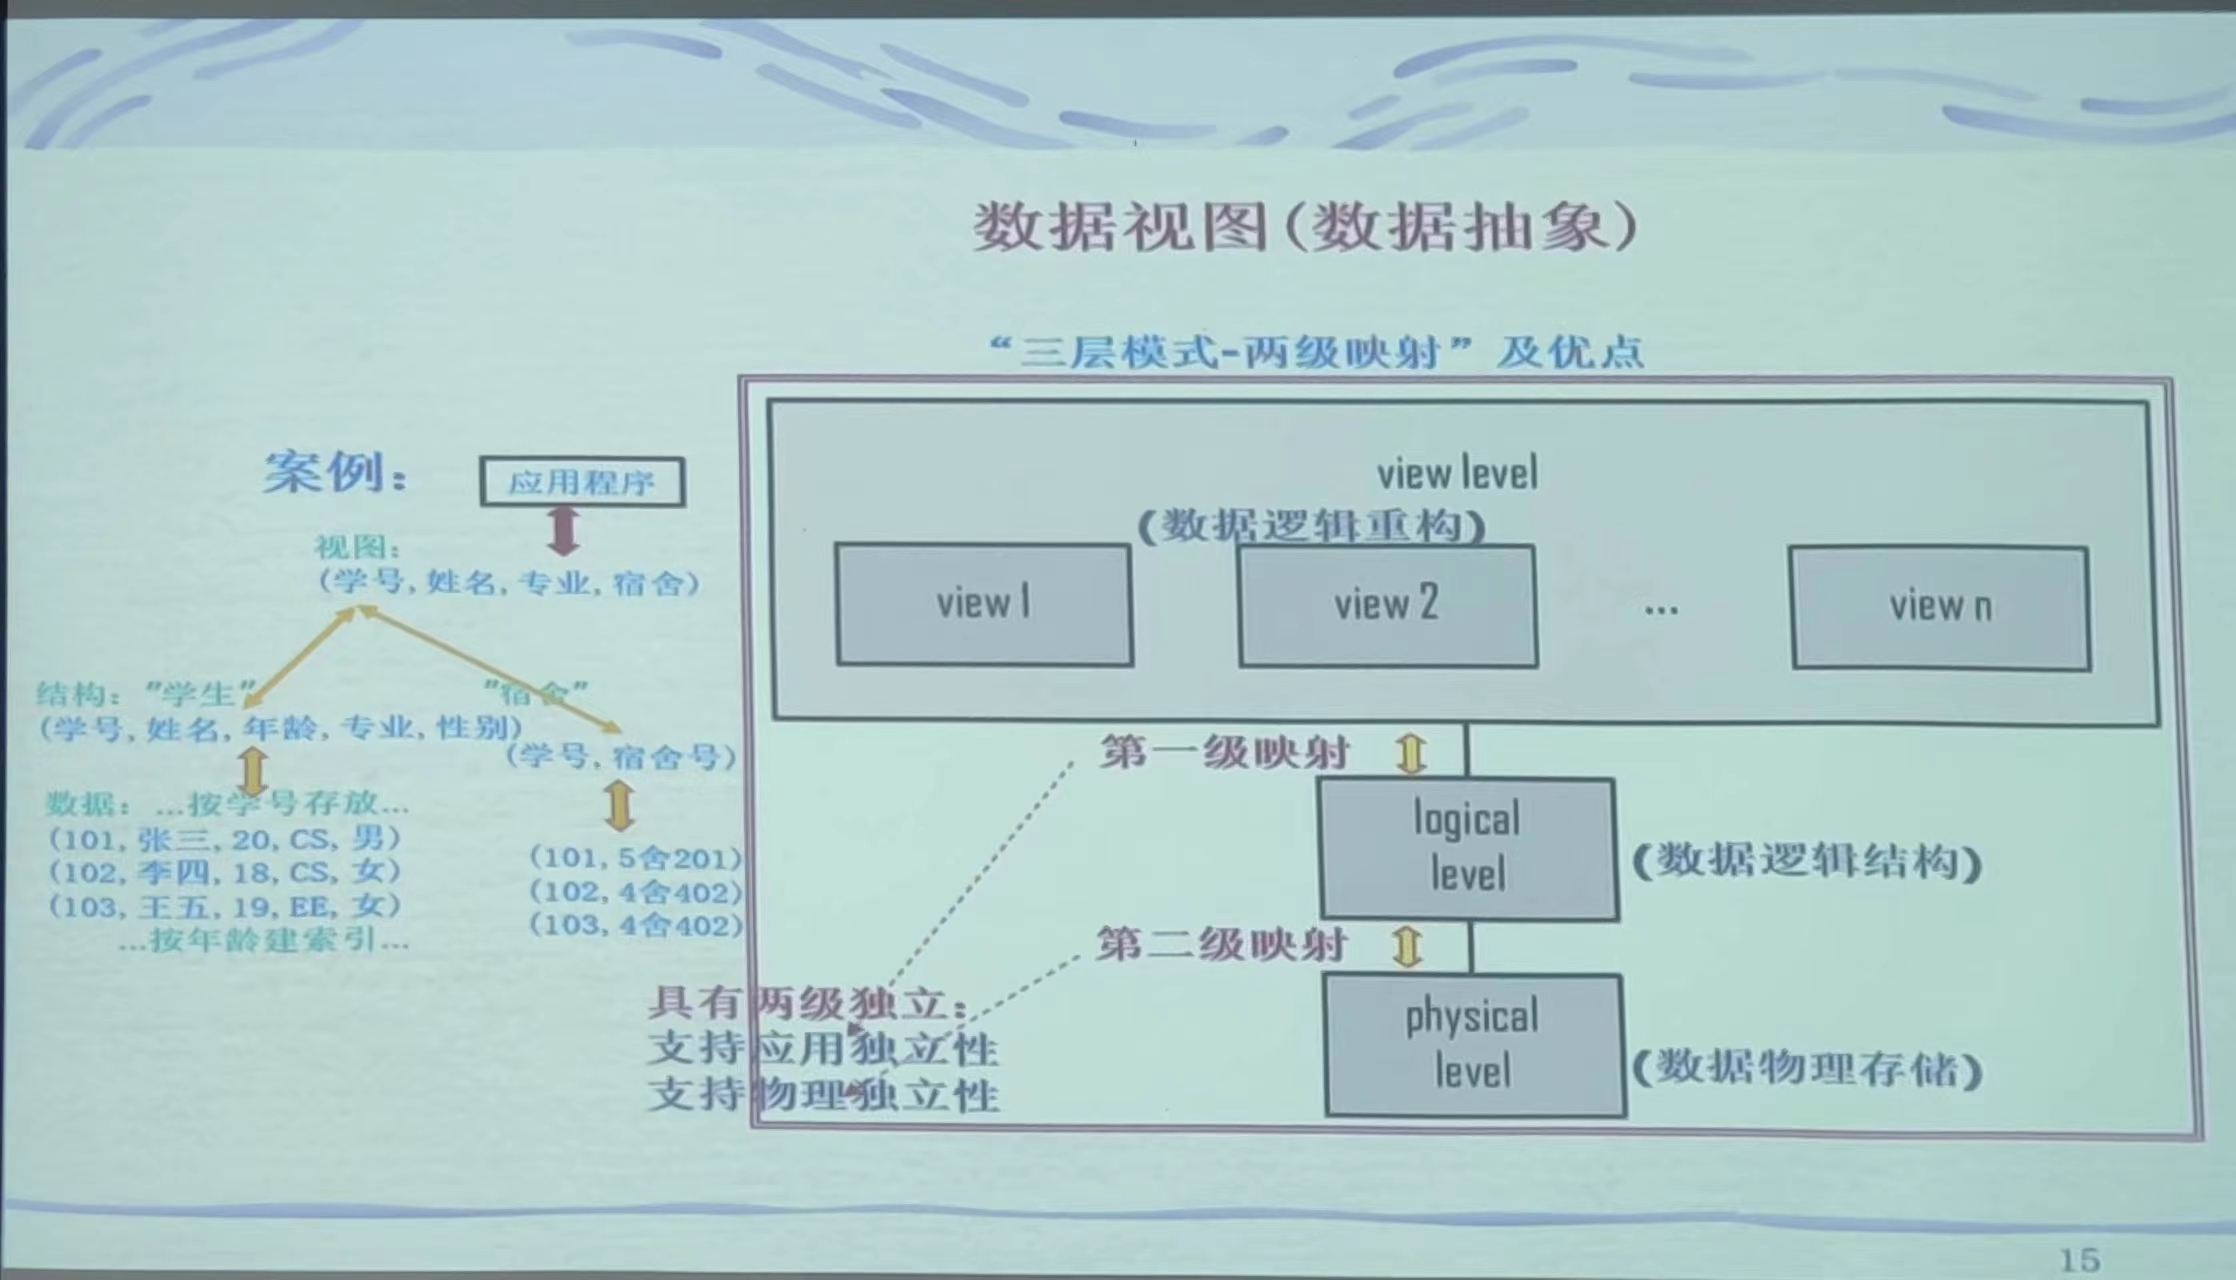 数据视图(数据抽象)
“三层模式-两级映射”及优点
案例:
应用程序
视图:
(学号, 姓名, 专业, 宿舍)
结构: "学生"
"宿舍"
(学号, 姓名, 年龄, 专业, 性别)
(学号, 宿舍号)
数据: ...按学号存放...
(101, 张三, 20, CS, 男)
(102, 李四, 18, CS, 女)
(103, 王五, 19, EE, 女)
...按年龄建索引...
(101, 5舍201)
(102, 4舍402)
(103, 4舍402)
view level
(数据逻辑重构)
view 1
view 2
...
view n
第一级映射
logical
level
(数据逻辑结构)
第二级映射
physical
level
(数据物理存储)
具有两级独立:
支持应用独立性
支持物理独立性
15